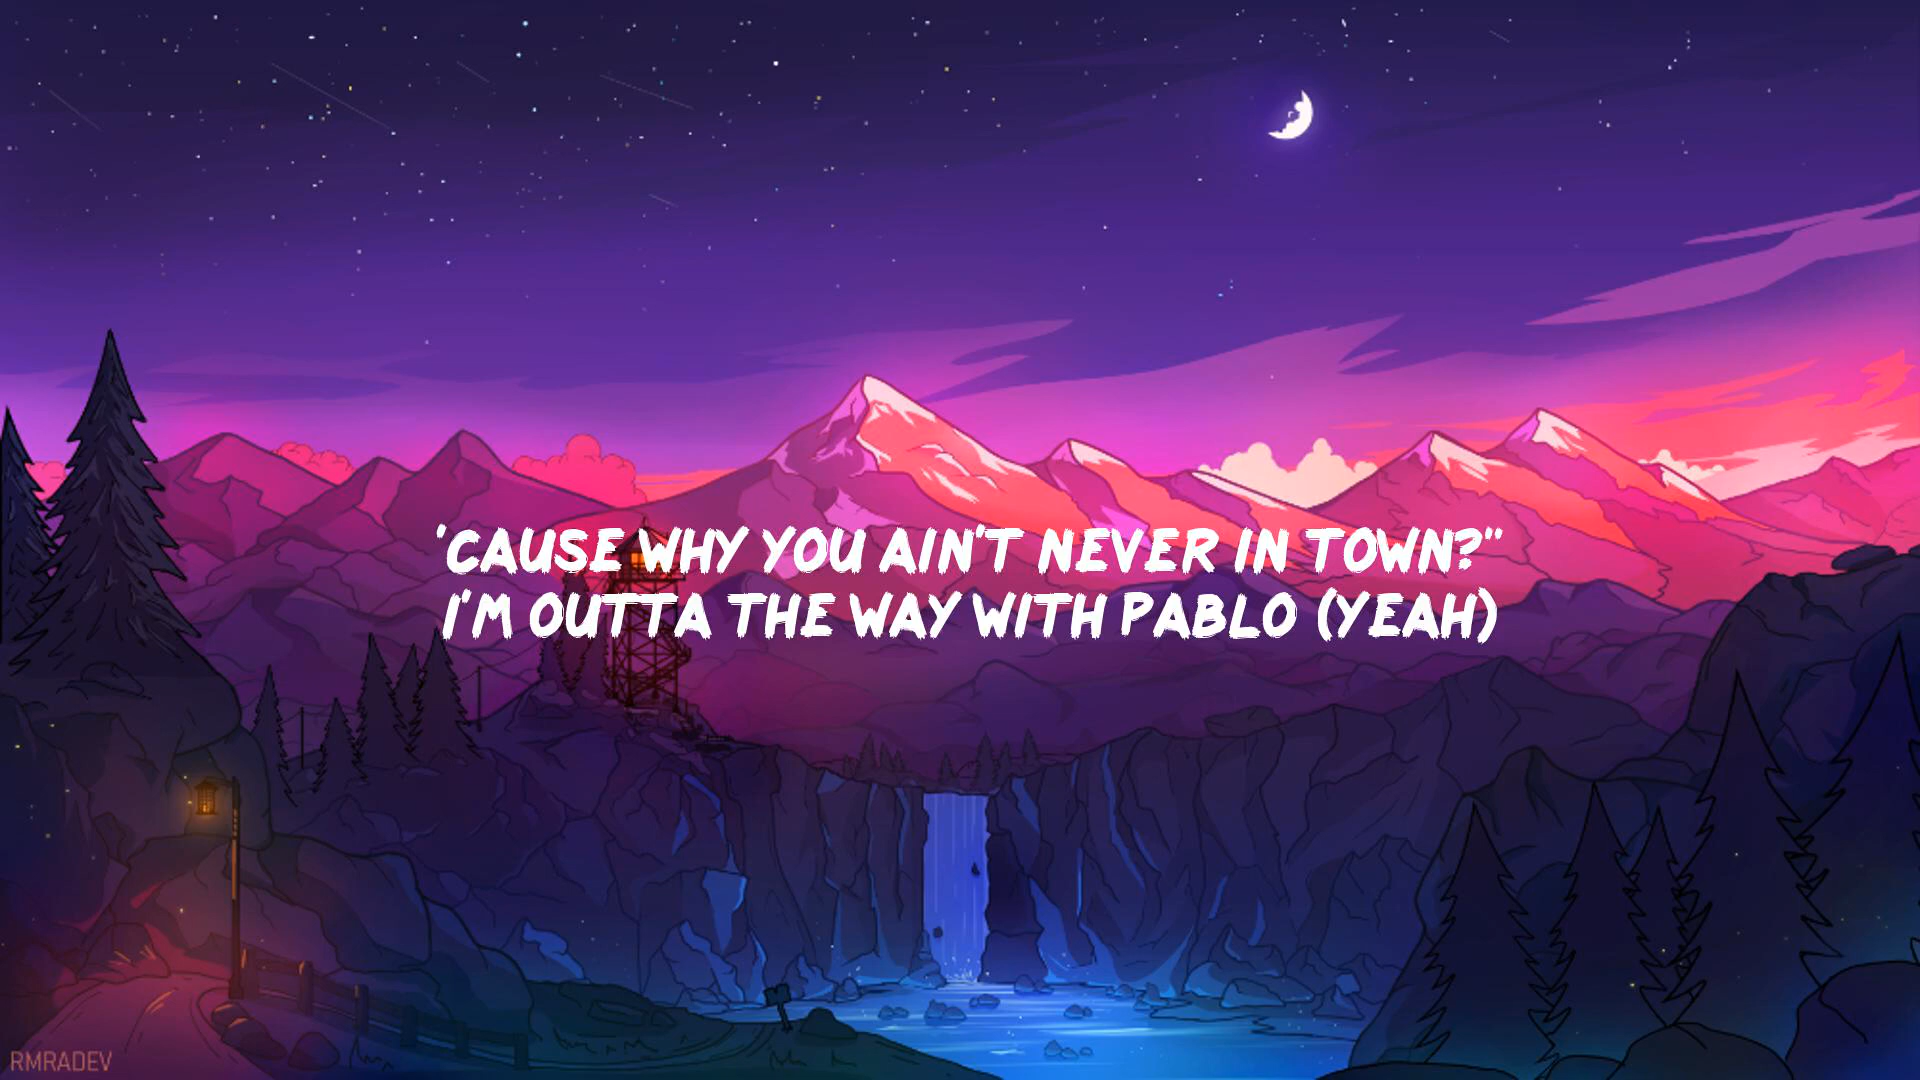 'CAUSE WHY YOU AIN'T NEVER IN TOWN?"
I'M OUTTA THE WAY WITH PABLO (YEAH)
RMRADEV